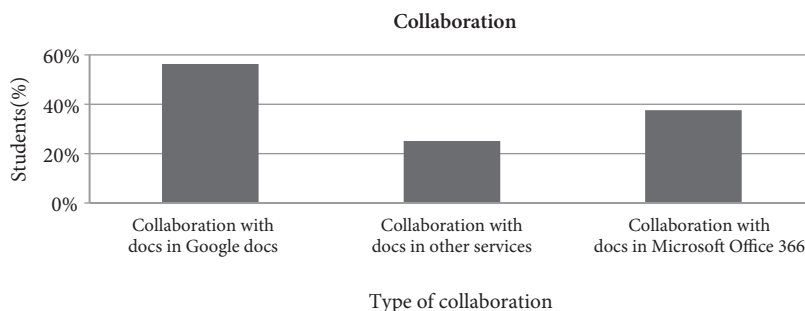 Collaboration
Students(%)
60%
40%
20%
0%
Collaboration with
docs in Google docs
Collaboration with
docs in other services
Collaboration with
docs in Microsoft Office 366
Type of collaboration